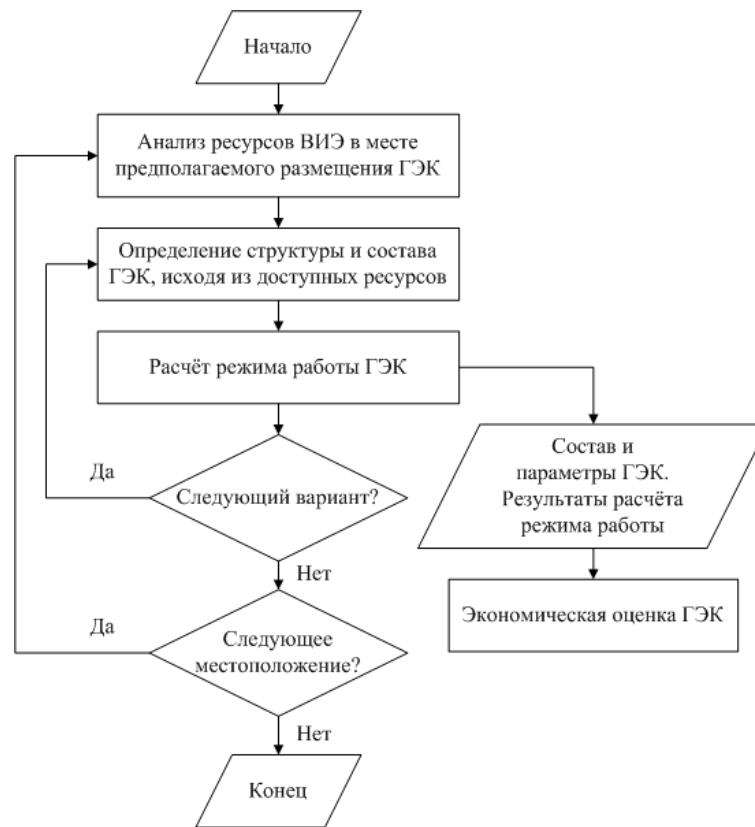 Начало
Анализ ресурсов ВИЭ в месте
предполагаемого размещения ГЭК
Определение структуры и состава
ГЭК, исходя из доступных ресурсов
Расчёт режима работы ГЭК
Состав и
параметры ГЭК.
Результаты расчёта
режима работы
Да
Следующий вариант?
Нет
Экономическая оценка ГЭК
Да
Следующее
местоположение?
Нет
Конец